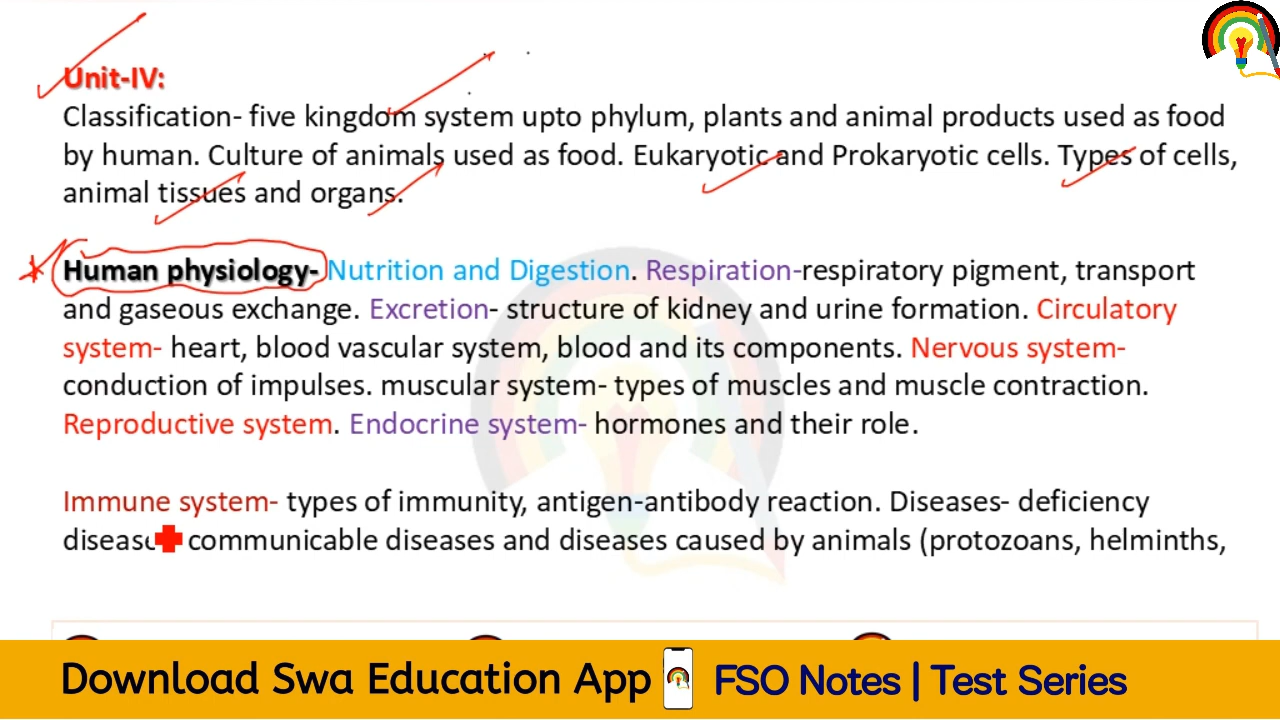 Unit-IV:
Classification- five kingdom system upto phylum, plants and animal products used as food
by human. Culture of animals used as food. Eukaryotic and Prokaryotic cells. Types of cells,
animal tissues and organs.
Human physiology- Nutrition and Digestion. Respiration-respiratory pigment, transport
and gaseous exchange. Excretion- structure of kidney and urine formation. Circulatory
system- heart, blood vascular system, blood and its components. Nervous system-
conduction of impulses. muscular system- types of muscles and muscle contraction.
Reproductive system. Endocrine system- hormones and their role.
Immune system- types of immunity, antigen-antibody reaction. Diseases- deficiency
communicable diseases and diseases caused by animals (protozoans, helminths,
Download Swa Education App FSO Notes | Test Series